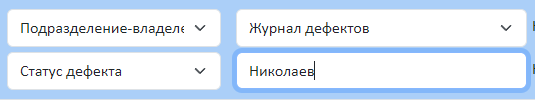 Подразделение-владеле Журнал дефектов
Статус дефекта Николаев